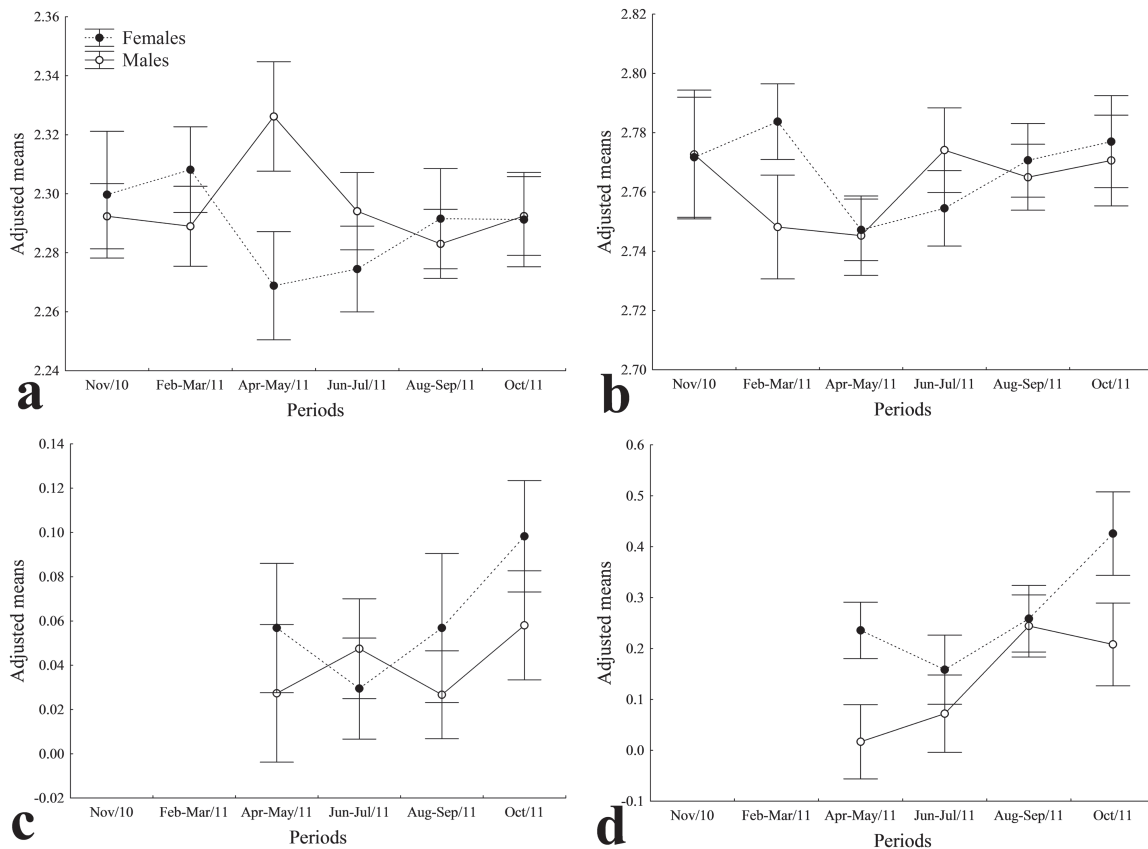 2.36
2.34
2.32
2.30
2.28
2.26
2.24
Adjusted means
Females
Males
Nov/10 Feb-Mar/11 Apr-May/11 Jun-Jul/11 Aug-Sep/11 Oct/11
Periods
a
2.82
2.80
2.78
2.76
2.74
2.72
2.70
Adjusted means
Nov/10 Feb-Mar/11 Apr-May/11 Jun-Jul/11 Aug-Sep/11 Oct/11
Periods
b
0.14
0.12
0.10
0.08
0.06
0.04
0.02
0.00
-0.02
Adjusted means
Nov/10 Feb-Mar/11 Apr-May/11 Jun-Jul/11 Aug-Sep/11 Oct/11
Periods
c
0.6
0.5
0.4
0.3
0.2
0.1
0.0
-0.1
Adjusted means
Nov/10 Feb-Mar/11 Apr-May/11 Jun-Jul/11 Aug-Sep/11 Oct/11
Periods
d